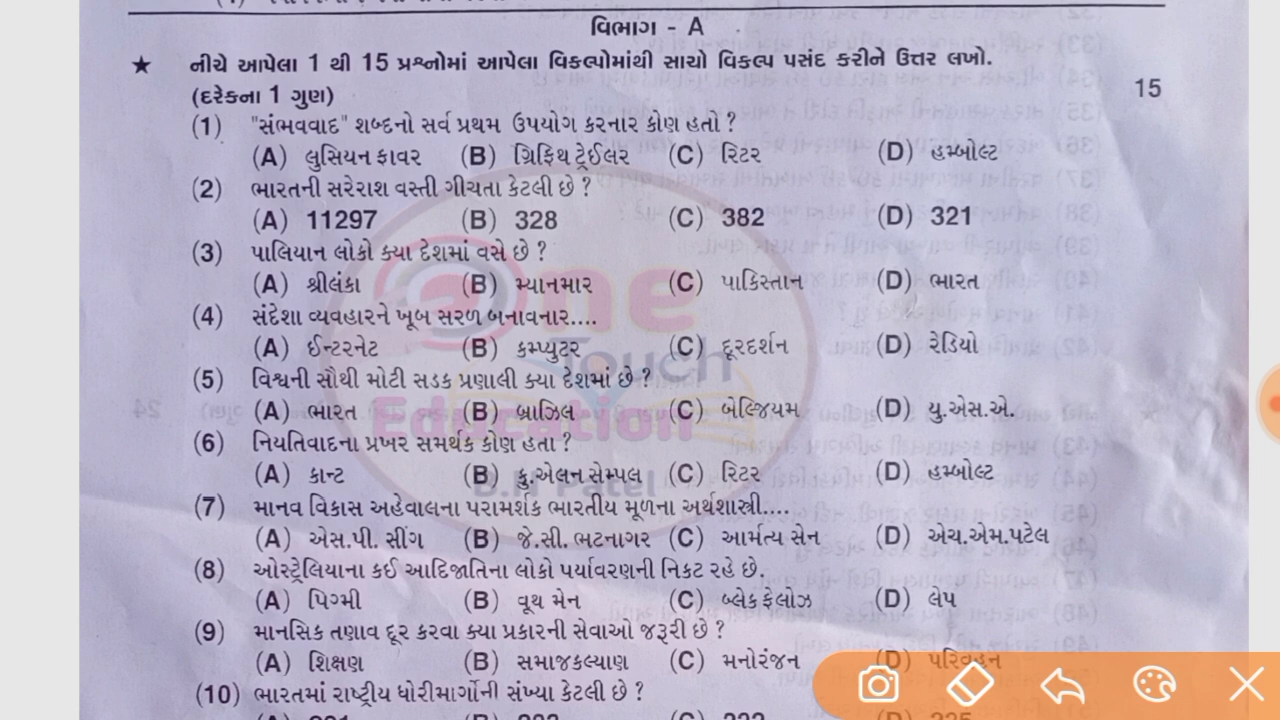 વિભાગ - A
★ નીચે આપેલા 1 થી 15 પ્રશ્નોમાં આપેલા વિકલ્પોમાંથી સાચો વિકલ્પ પસંદ કરીને ઉત્તર લખો.
(દરેકના 1 ગુણ) 15
(1) "સંભવવાદ" શબ્દનો સર્વ પ્રથમ ઉપયોગ કરનાર કોણ હતો ?
(A) લુસિયન ફાવર (B) ગ્રિફિથ ટ્રેઈલર (C) રિટર (D) હમ્બોલ્ટ
(2) ભારતની સરેરાશ વસ્તી ગીચતા કેટલી છે ?
(A) 11297 (B) 328 (C) 382 (D) 321
(3) પાલિયાન લોકો ક્યા દેશમાં વસે છે ?
(A) શ્રીલંકા (B) મ્યાનમાર (C) પાકિસ્તાન (D) ભારત
(4) સંદેશા વ્યવહારને ખૂબ સરળ બનાવનાર....
(A) ઈન્ટરનેટ (B) કમ્પ્યુટર (C) દૂરદર્શન (D) રેડિયો
(5) વિશ્વની સૌથી મોટી સડક પ્રણાલી ક્યા દેશમાં છે ?
(A) ભારત (B) બ્રાઝિલ (C) બેલ્જિયમ (D) યુ.એસ.એ.
(6) નિયતિવાદના પ્રખર સમર્થક કોણ હતા ?
(A) કાન્ટ (B) કુ.એલન સેમ્પલ (C) રિટર (D) હમ્બોલ્ટ
(7) માનવ વિકાસ અહેવાલના પરામર્શક ભારતીય મૂળના અર્થશાસ્ત્રી....
(A) એસ.પી. સીંગ (B) જે.સી. ભટનાગર (C) આર્મત્ય સેન (D) એચ.એમ.પટેલ
(8) ઓસ્ટ્રેલિયાના કઈ આદિજાતિના લોકો પર્યાવરણની નિકટ રહે છે.
(A) પિગ્મી (B) વૂથ મેન (C) બ્લેક ફેલોઝ (D) લેપ
(9) માનસિક તણાવ દૂર કરવા ક્યા પ્રકારની સેવાઓ જરૂરી છે ?
(A) શિક્ષણ (B) સમાજકલ્યાણ (C) મનોરંજન (D) પરિવહન
(10) ભારતમાં રાષ્ટ્રીય ધોરીમાર્ગોની સંખ્યા કેટલી છે ?
One
Touch
Education
B.H Patel